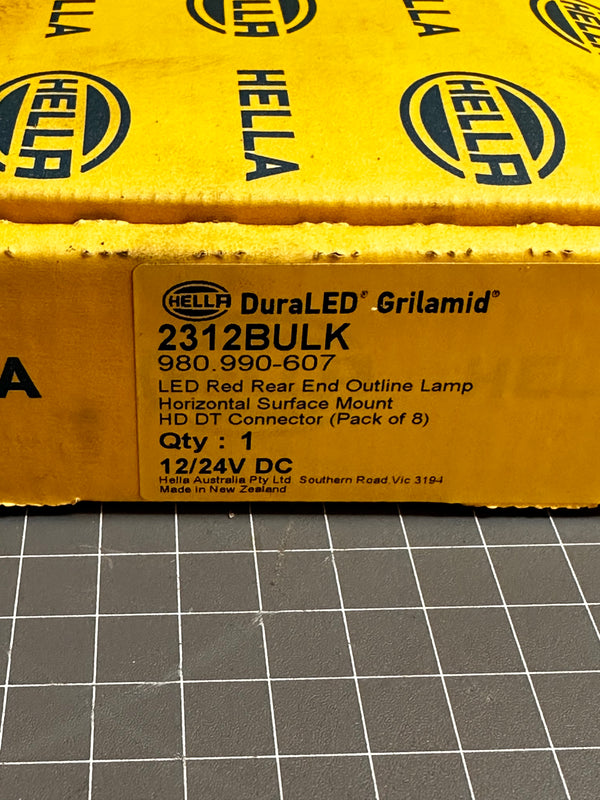 HELLA
HELLA
HELLA
HELLA
HELLA
A
HELLA DuraLED® Grilamid®
2312BULK
980.990-607
LED Red Rear End Outline Lamp
Horizontal Surface Mount
HD DT Connector (Pack of 8)
Qty : 1
12/24V DC
Hella Australia Pty Ltd Southern Road,Vic 3194
Made in New Zealand